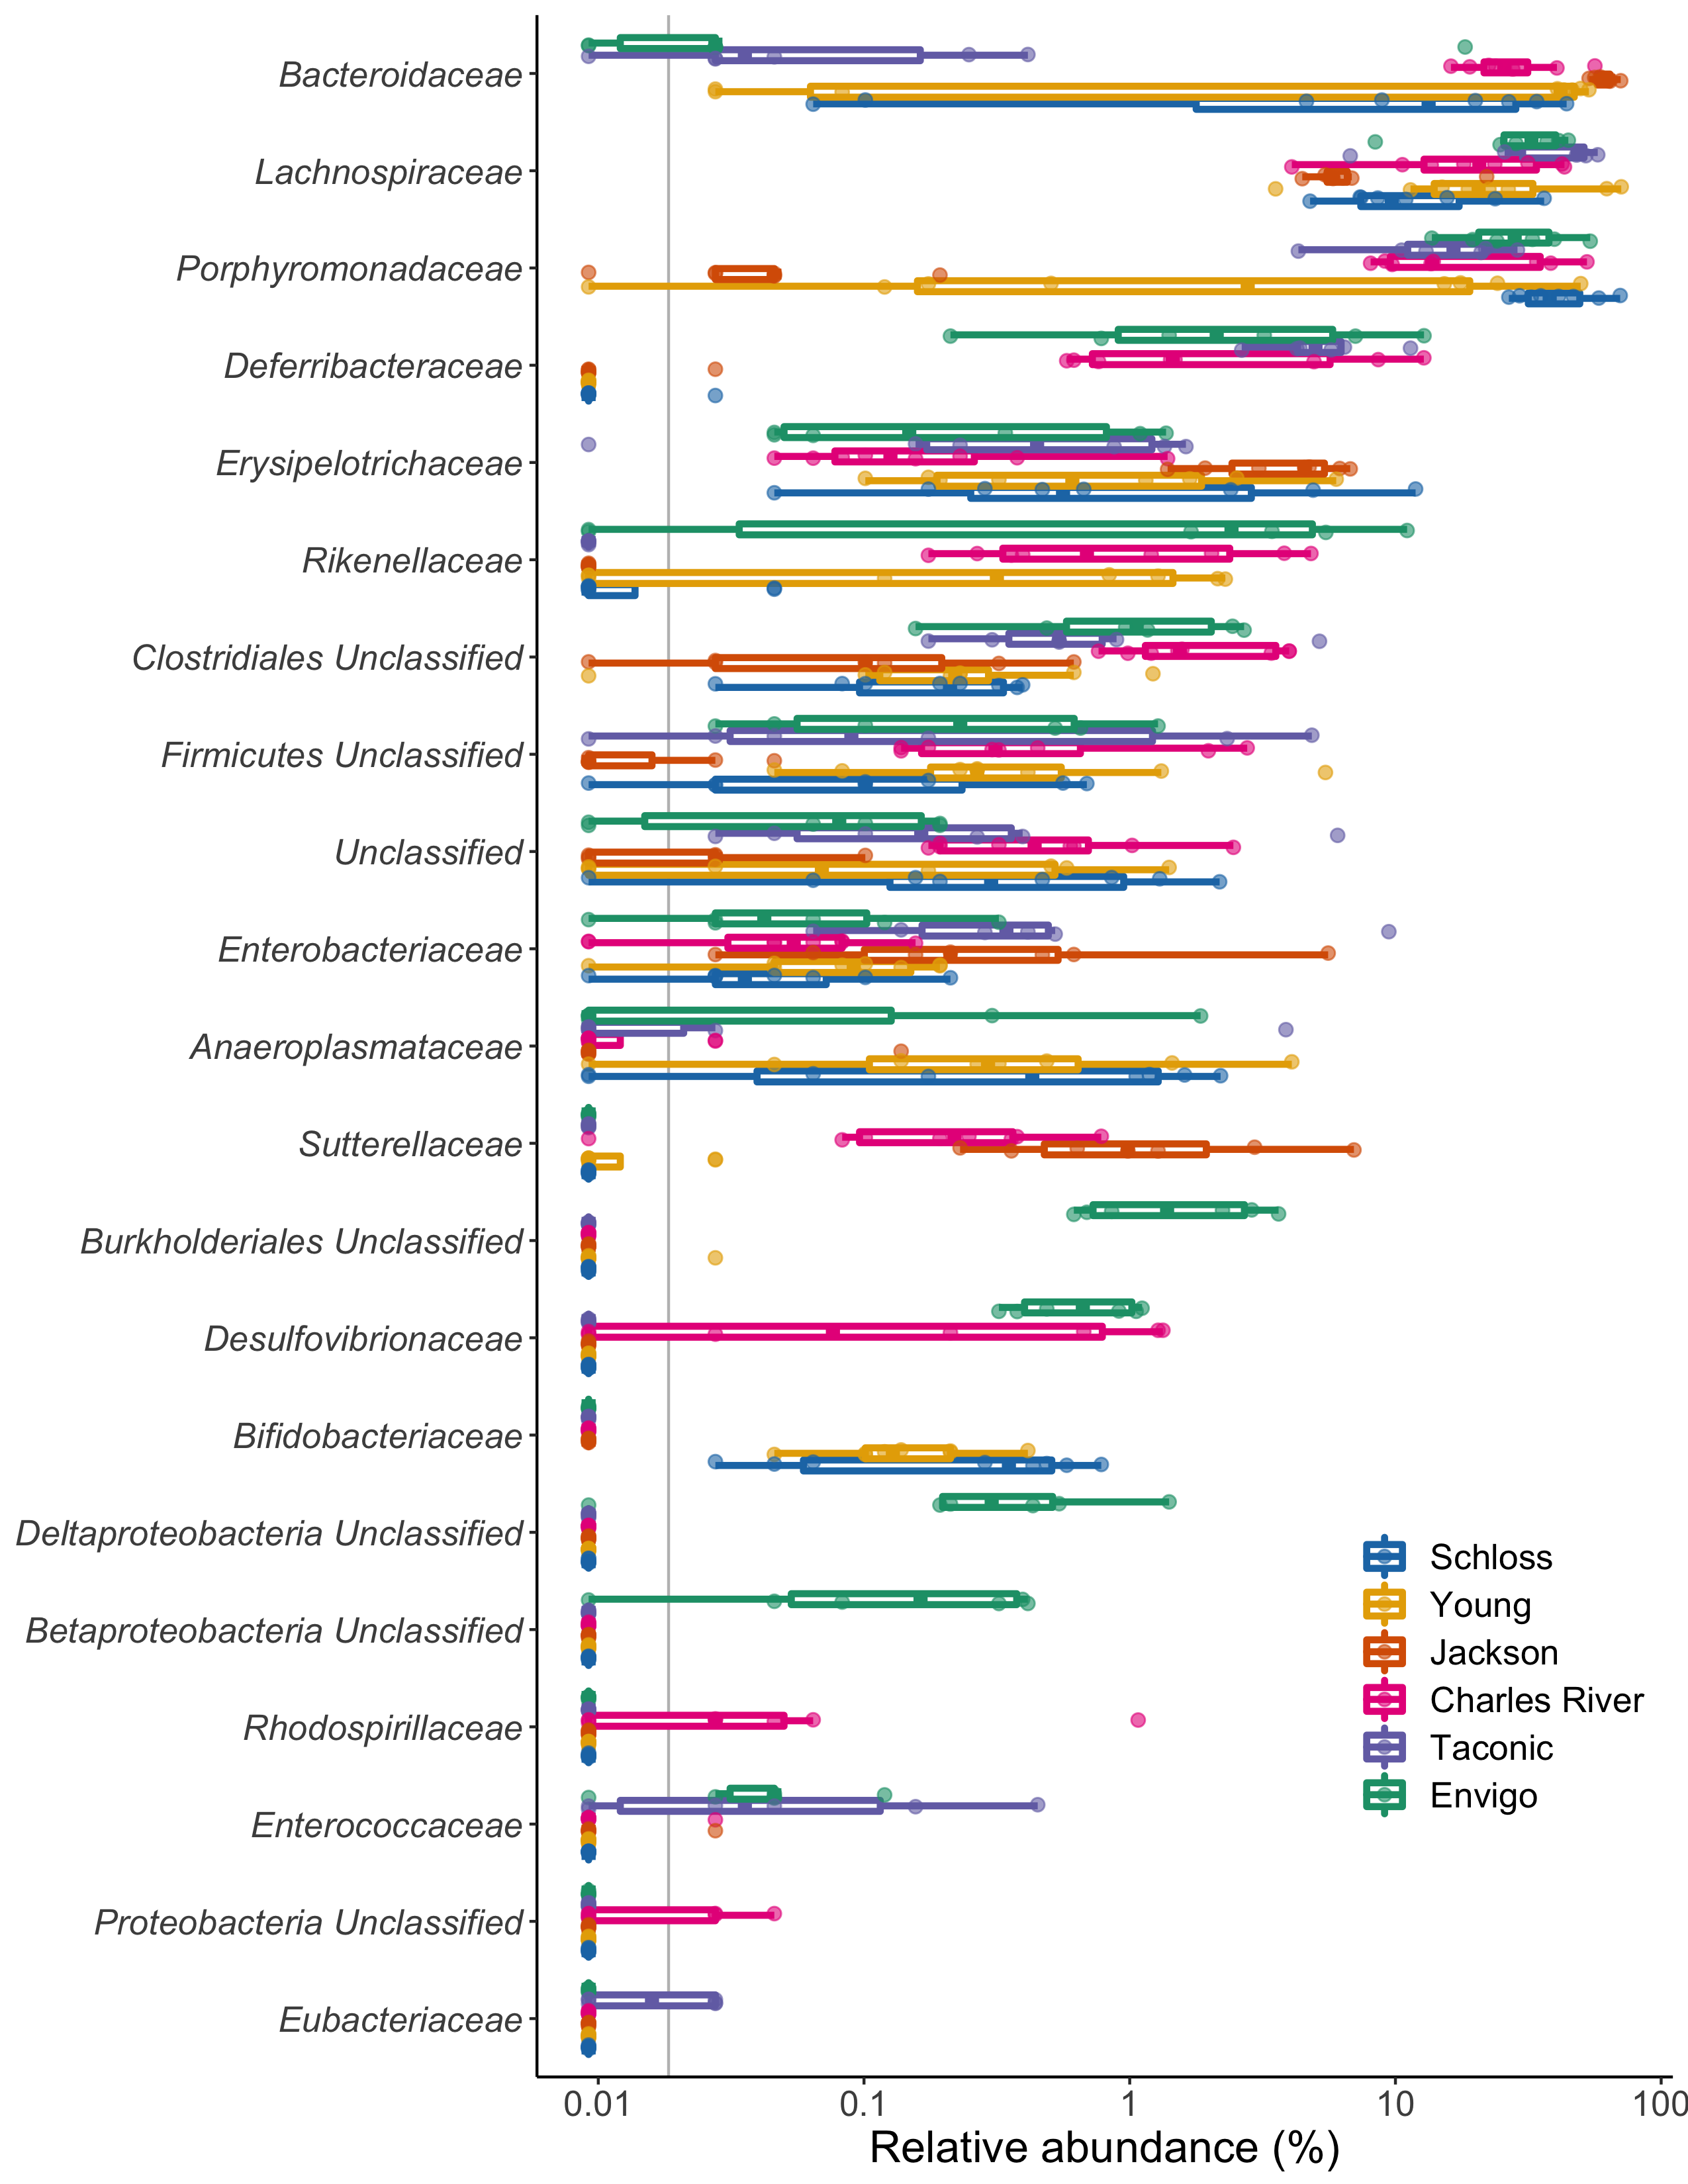 Bacteroidaceae
Lachnospiraceae
Porphyromonadaceae
Deferribacteraceae
Erysipelotrichaceae
Rikenellaceae
Clostridiales Unclassified
Firmicutes Unclassified
Unclassified
Enterobacteriaceae
Anaeroplasmataceae
Sutterellaceae
Burkholderiales Unclassified
Desulfovibrionaceae
Bifidobacteriaceae
Deltaproteobacteria Unclassified
Betaproteobacteria Unclassified
Rhodospirillaceae
Enterococcaceae
Proteobacteria Unclassified
Eubacteriaceae
Schloss
Young
Jackson
Charles River
Taconic
Envigo
0.01 0.1 1 10 100
Relative abundance (%)